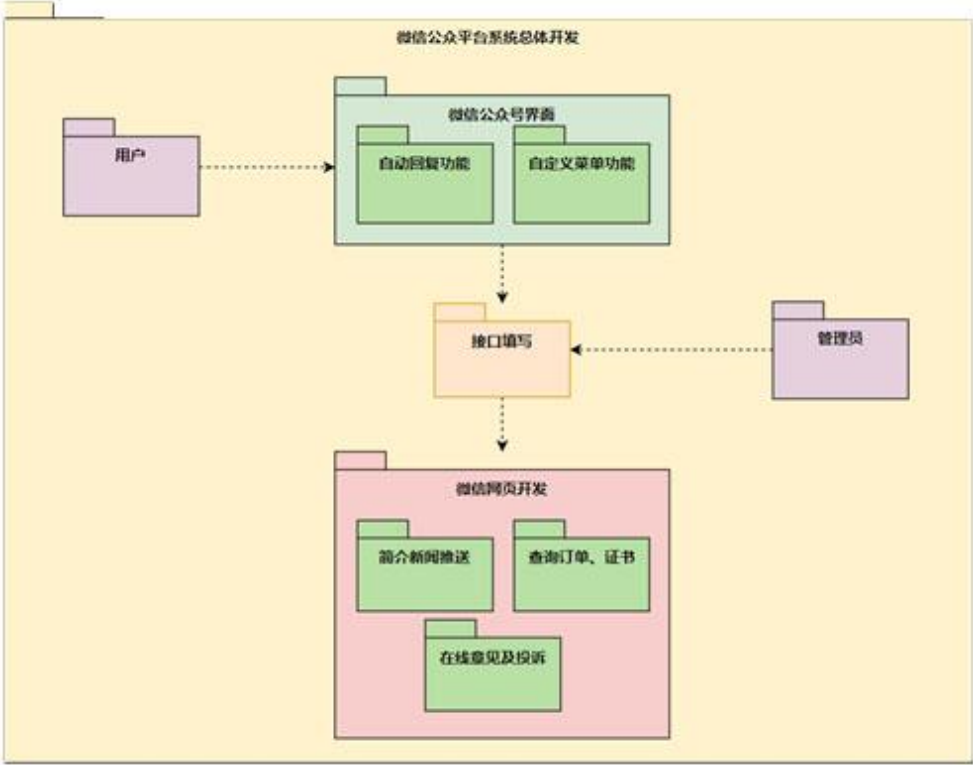 微信公众平台系统总体开发
微信公众号界面
用户
自动回复功能
自定义菜单功能
接口填写
管理员
微信网页开发
简介新闻推送
查询订单、证书
在线意见及投诉